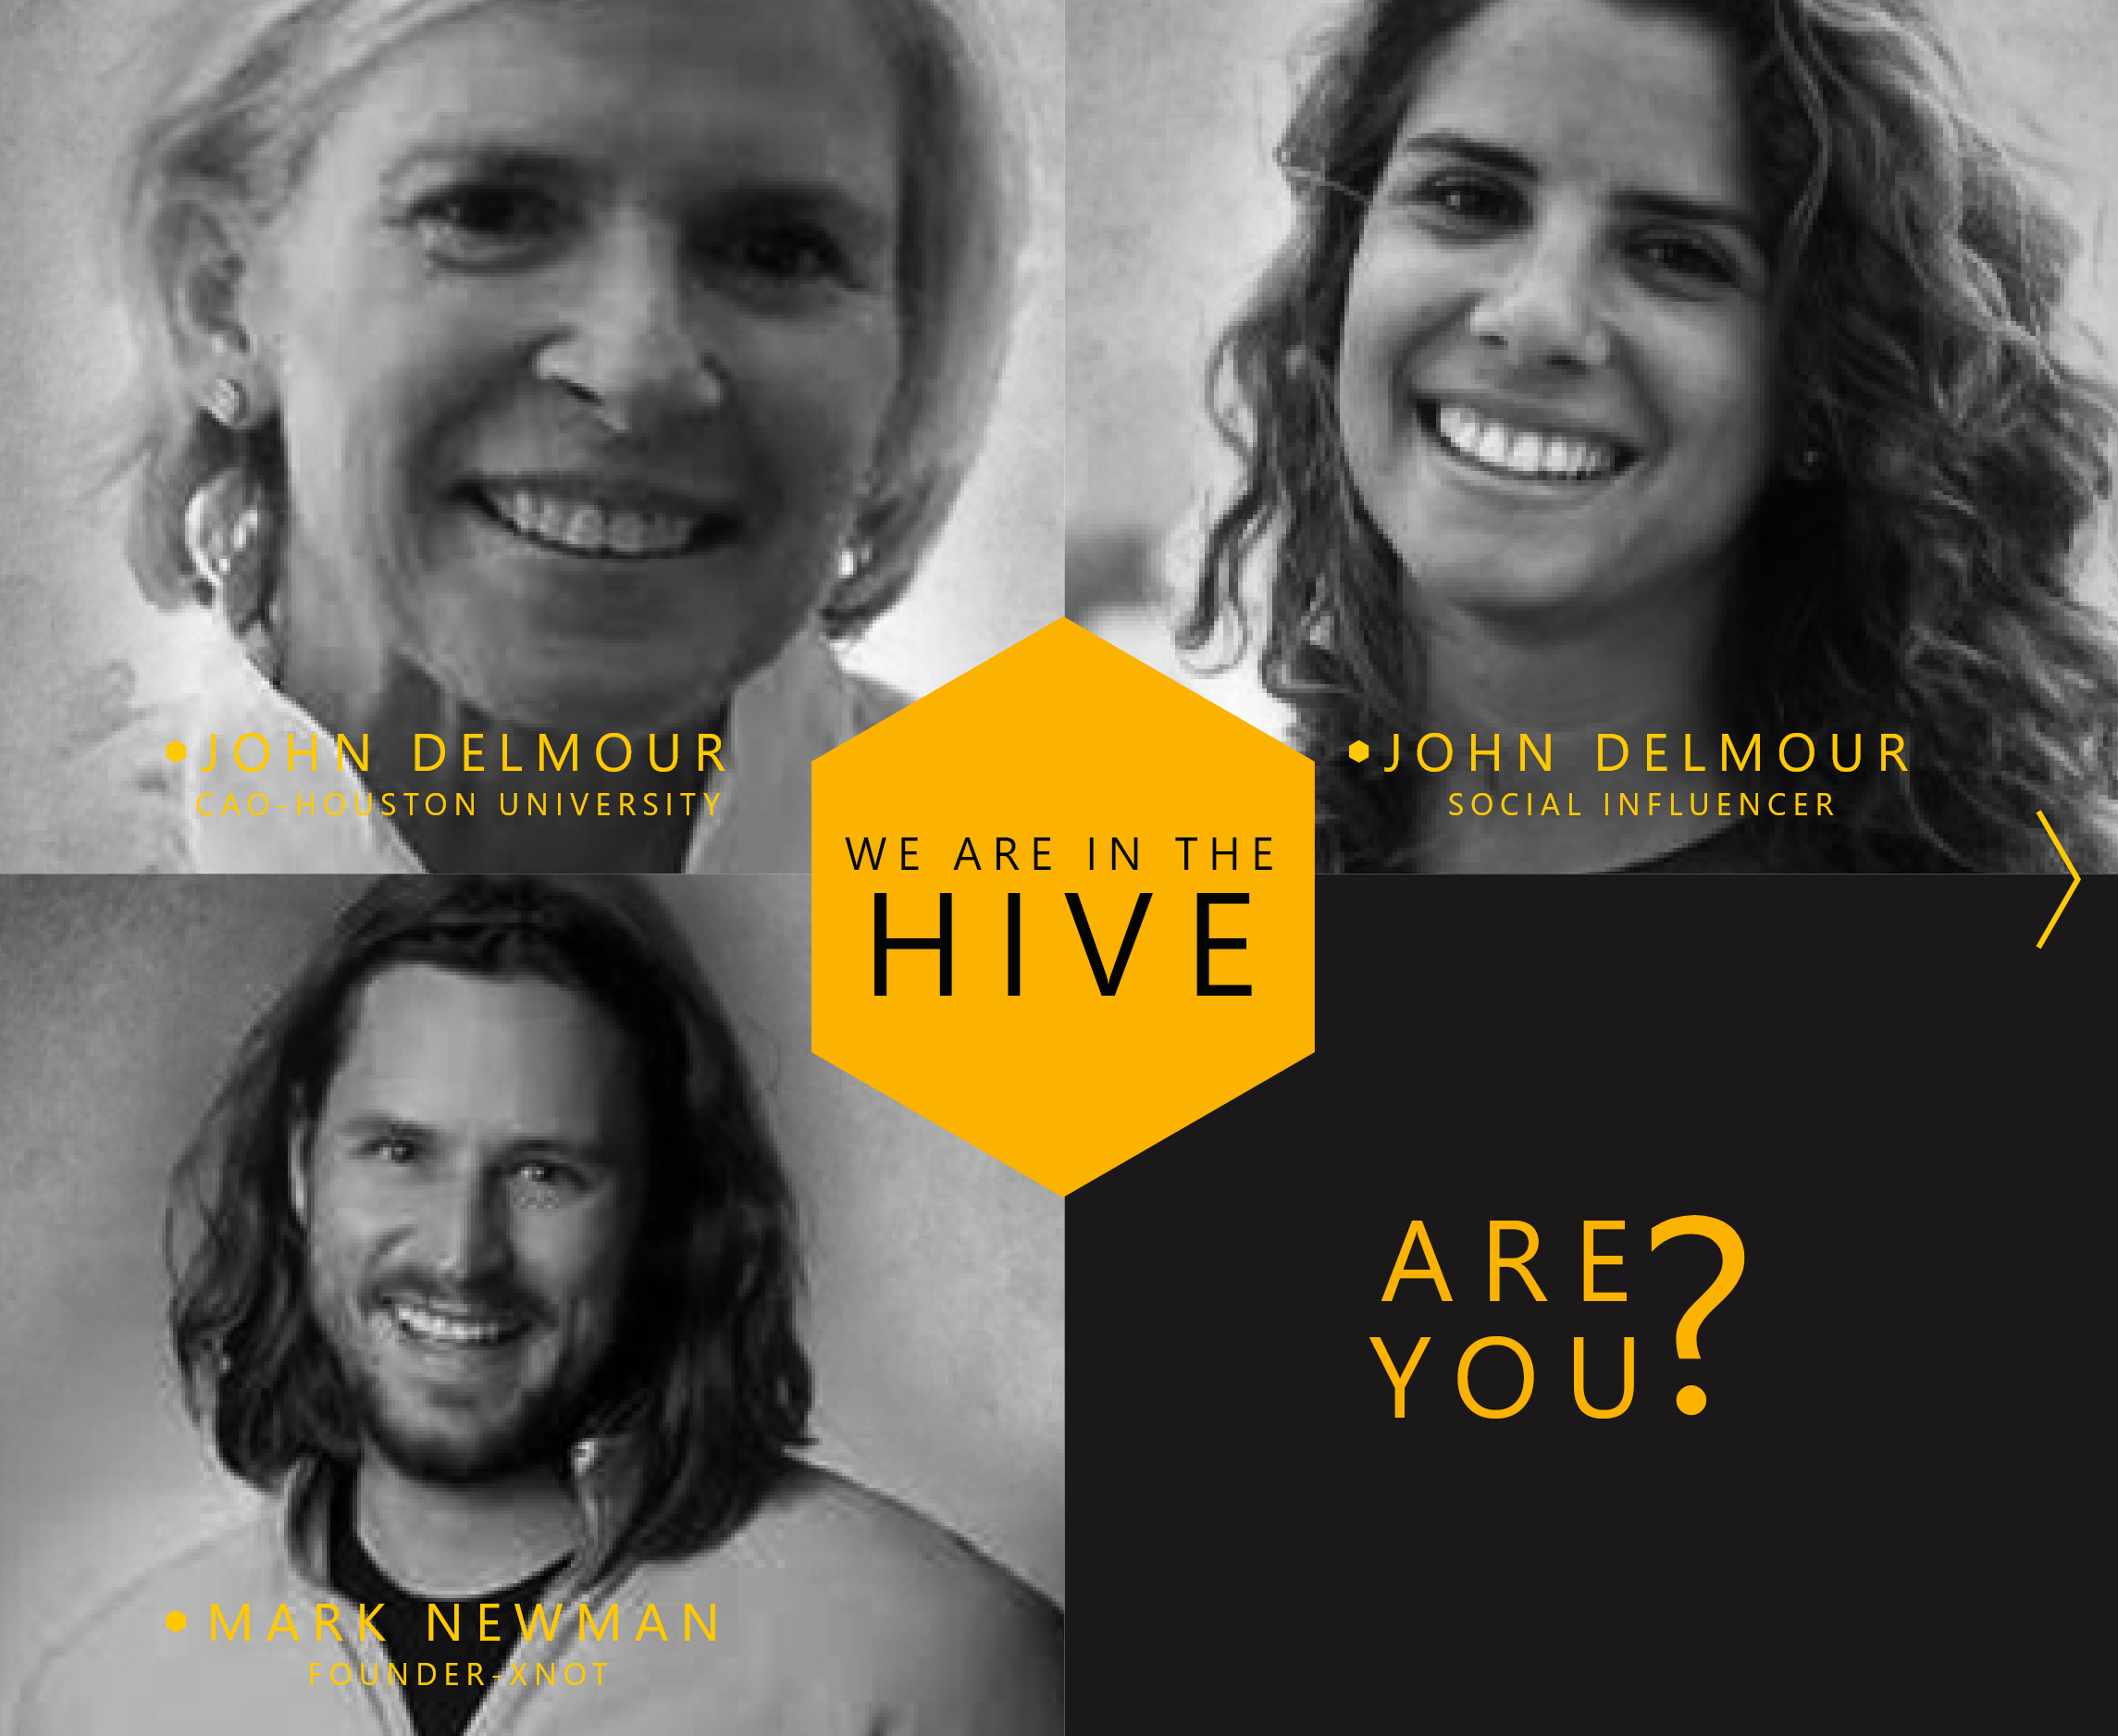 JOHN DELMOUR
CAO-HOUSTON UNIVERSITY
JOHN DELMOUR
SOCIAL INFLUENCER
WE ARE IN THE
HIVE
MARK NEWMAN
FOUNDER-XNOT
ARE
YOU?